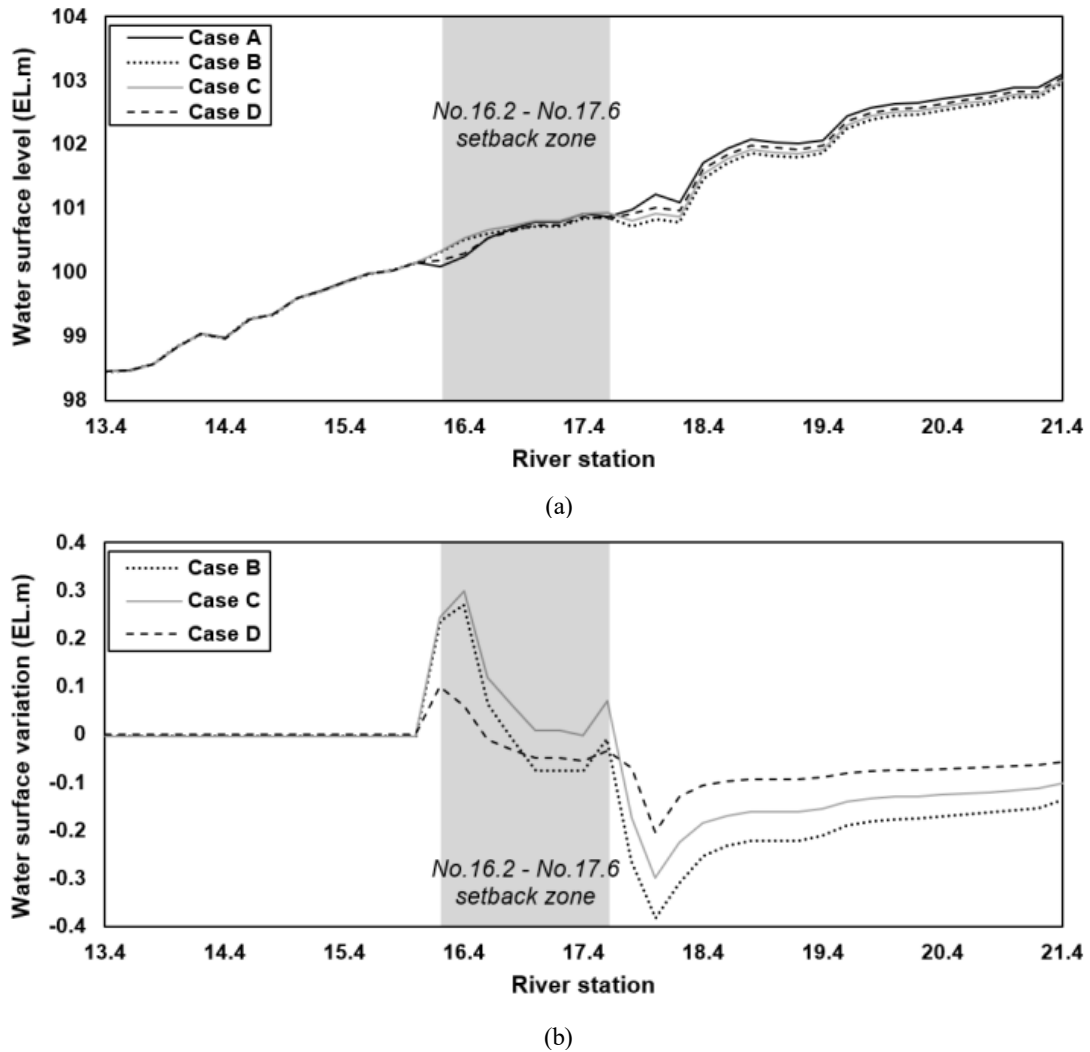 104
103
102
101
100
99
98
Water surface level (EL.m)
Case A
Case B
Case C
Case D
No.16.2 - No.17.6
setback zone
13.4 14.4 15.4 16.4 17.4 18.4 19.4 20.4 21.4
River station
(a)
0.4
0.3
0.2
0.1
0
-0.1
-0.2
-0.3
-0.4
Water surface variation (EL.m)
Case B
Case C
Case D
No.16.2 - No.17.6
setback zone
13.4 14.4 15.4 16.4 17.4 18.4 19.4 20.4 21.4
River station
(b)